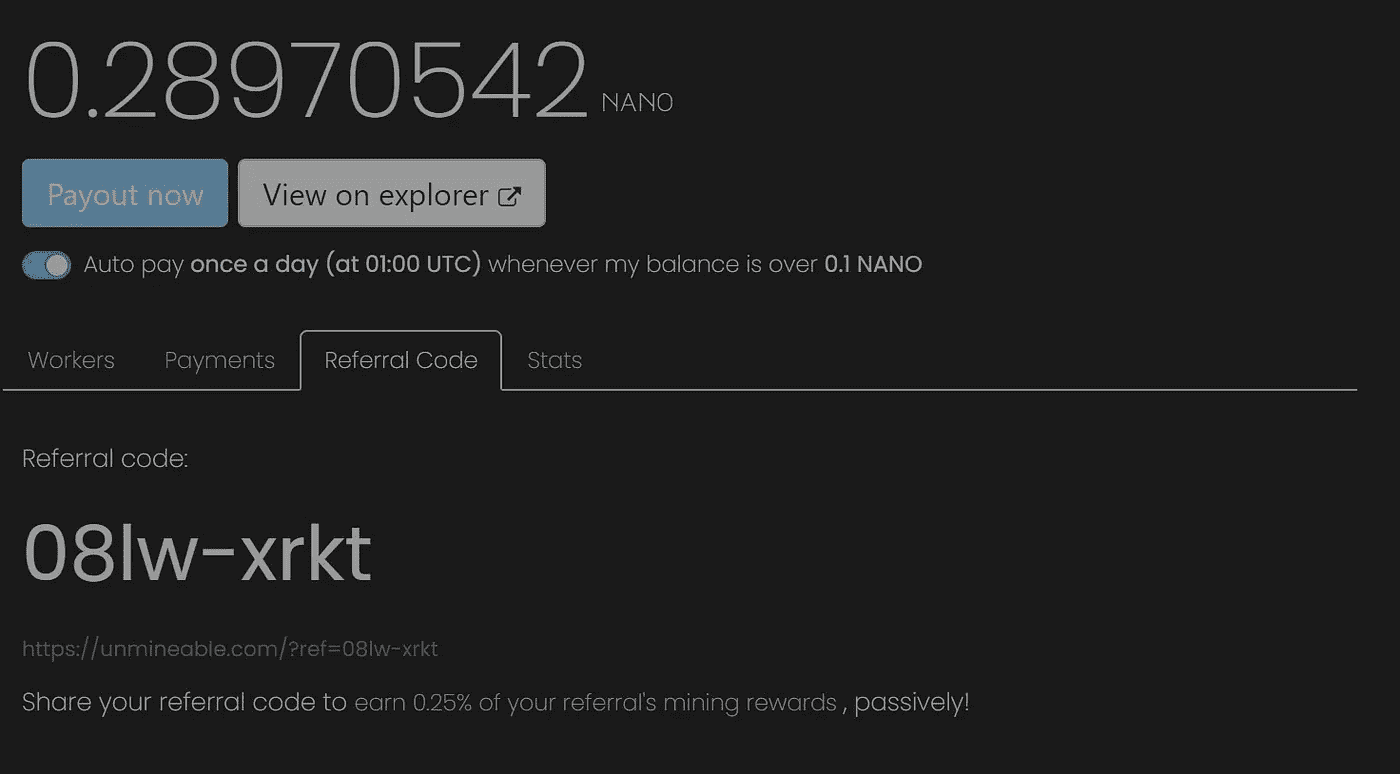 0.28970542 NANO
Payout now View on explorer
Auto pay once a day (at 01:00 UTC) whenever my balance is over 0.1 NANO
Workers Payments Referral Code Stats
Referral code:
08lw-xrkt
https://unmineable.com/?ref=08lw-xrkt
Share your referral code to earn 0.25% of your referral's mining rewards , passively!